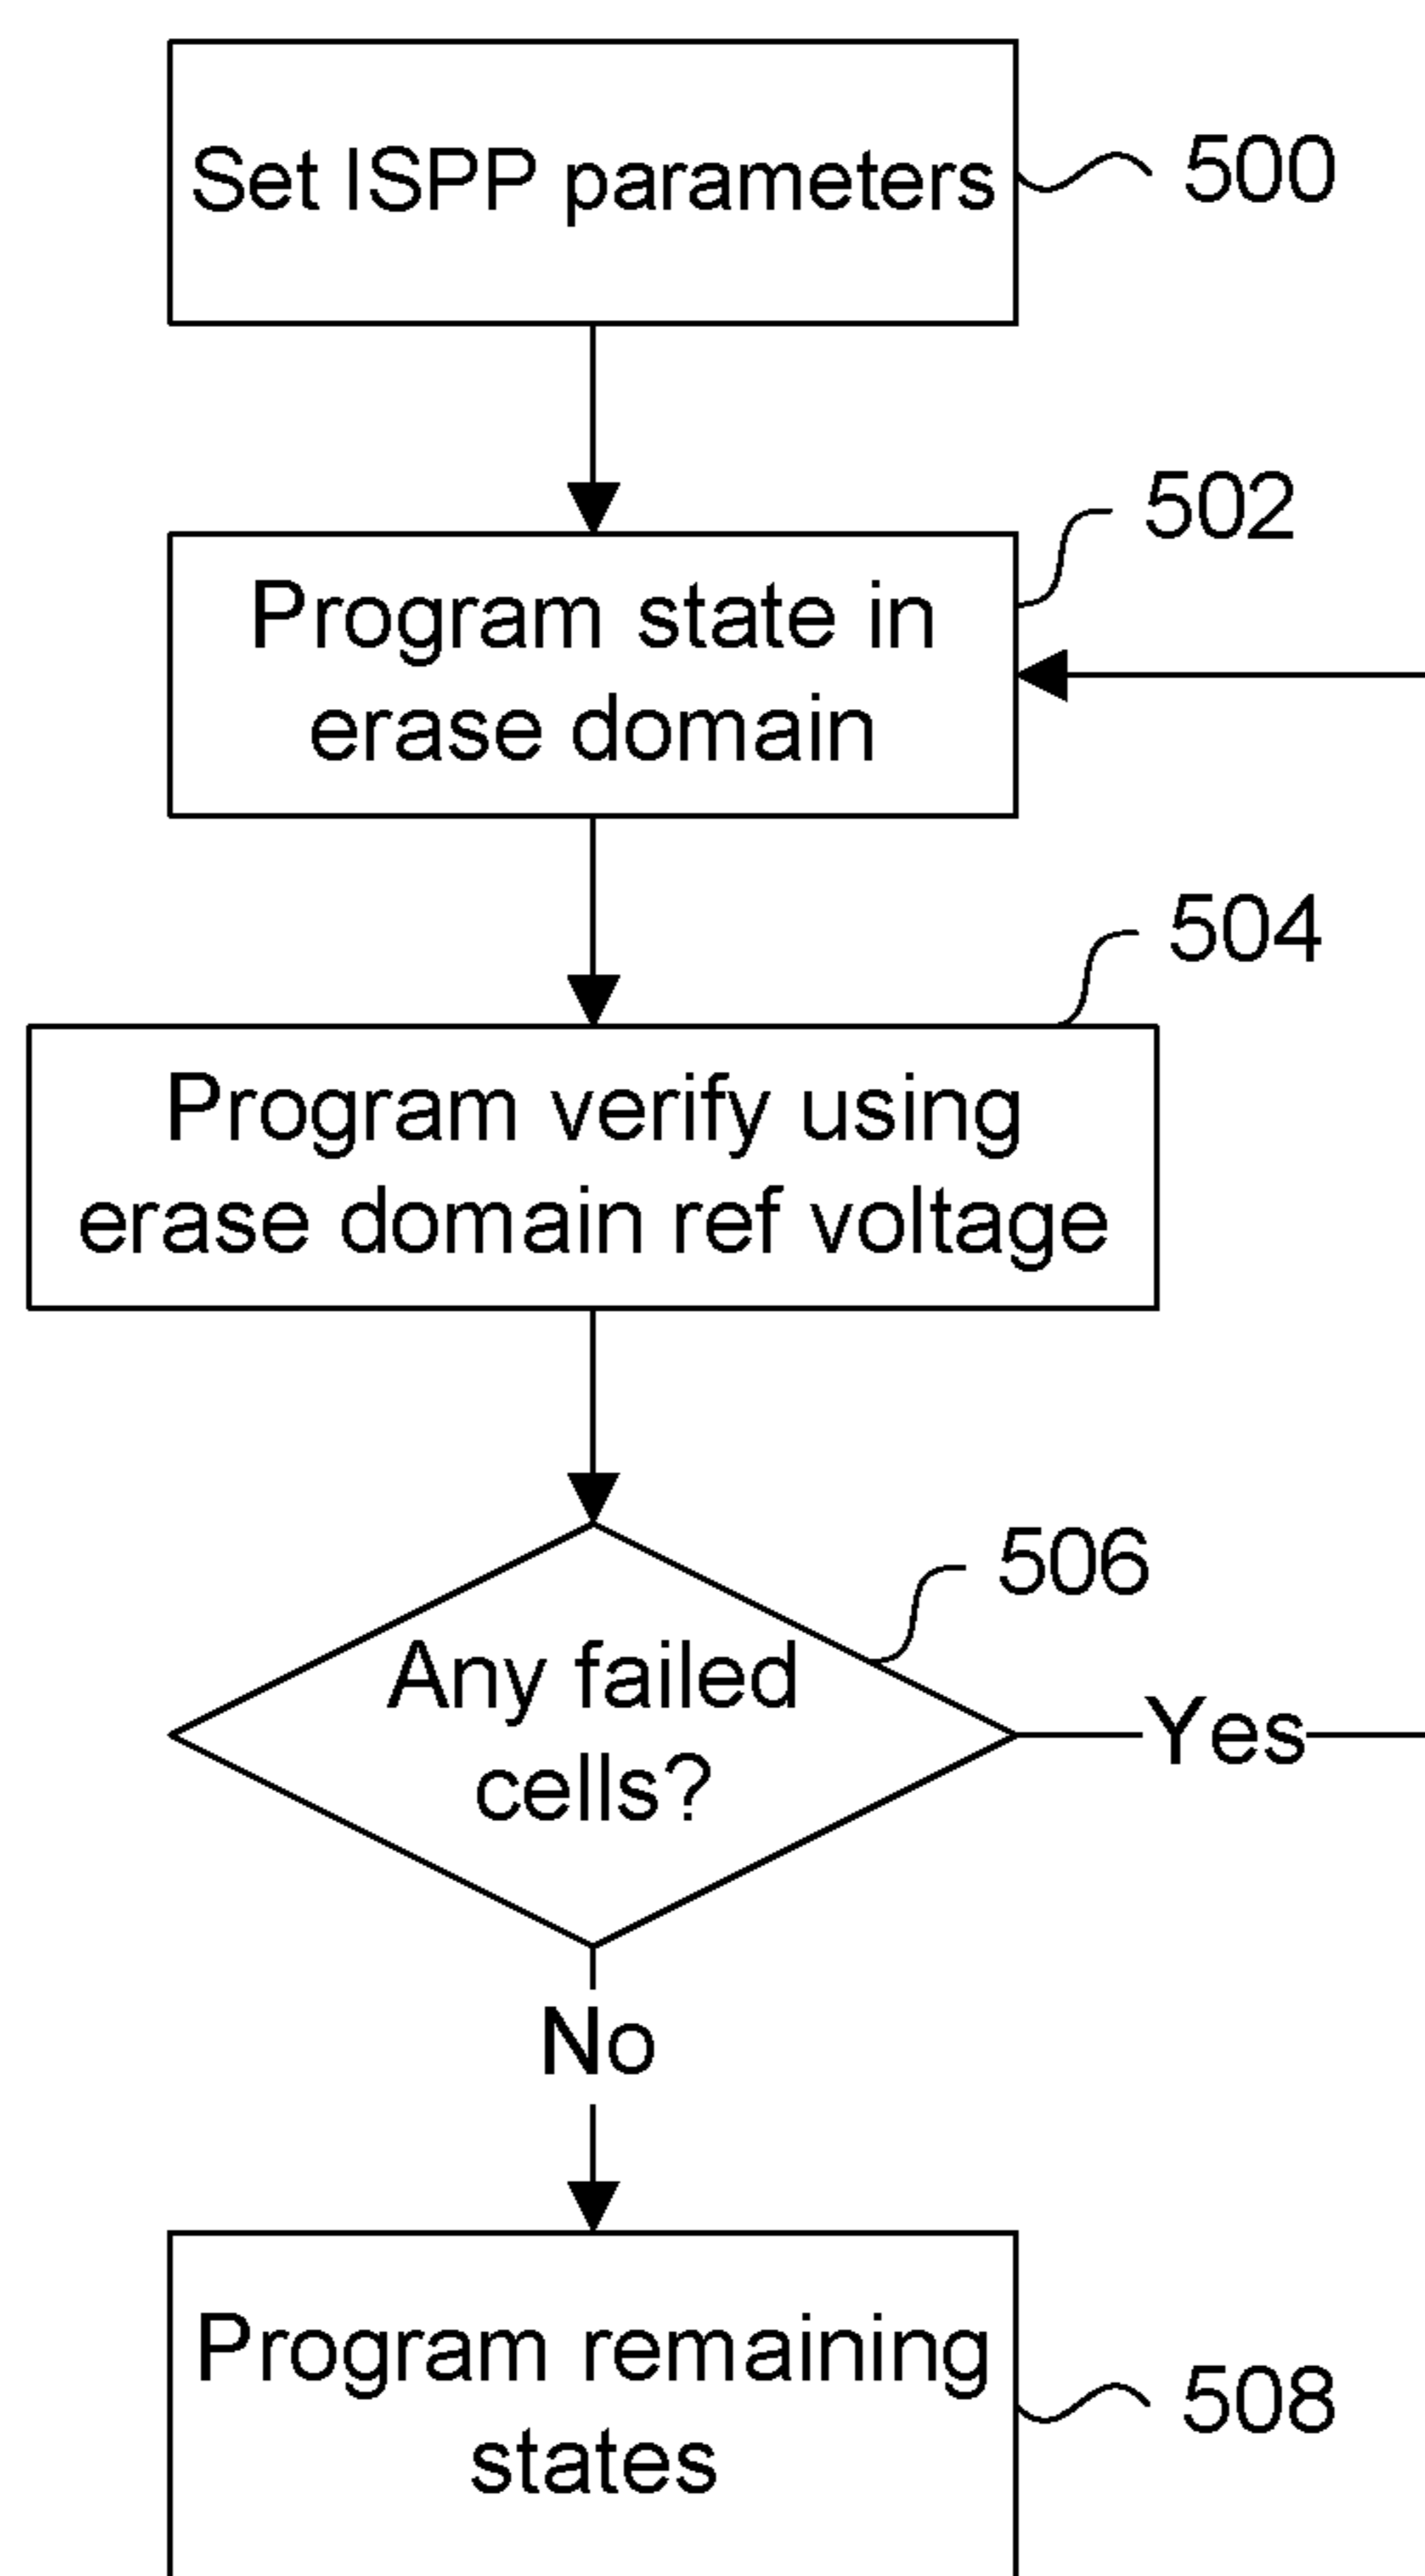 Set ISPP parameters
500
502
Program state in
erase domain
504
Program verify using
erase domain ref voltage
506
Any failed
cells?
Yes
No
Program remaining
states
508